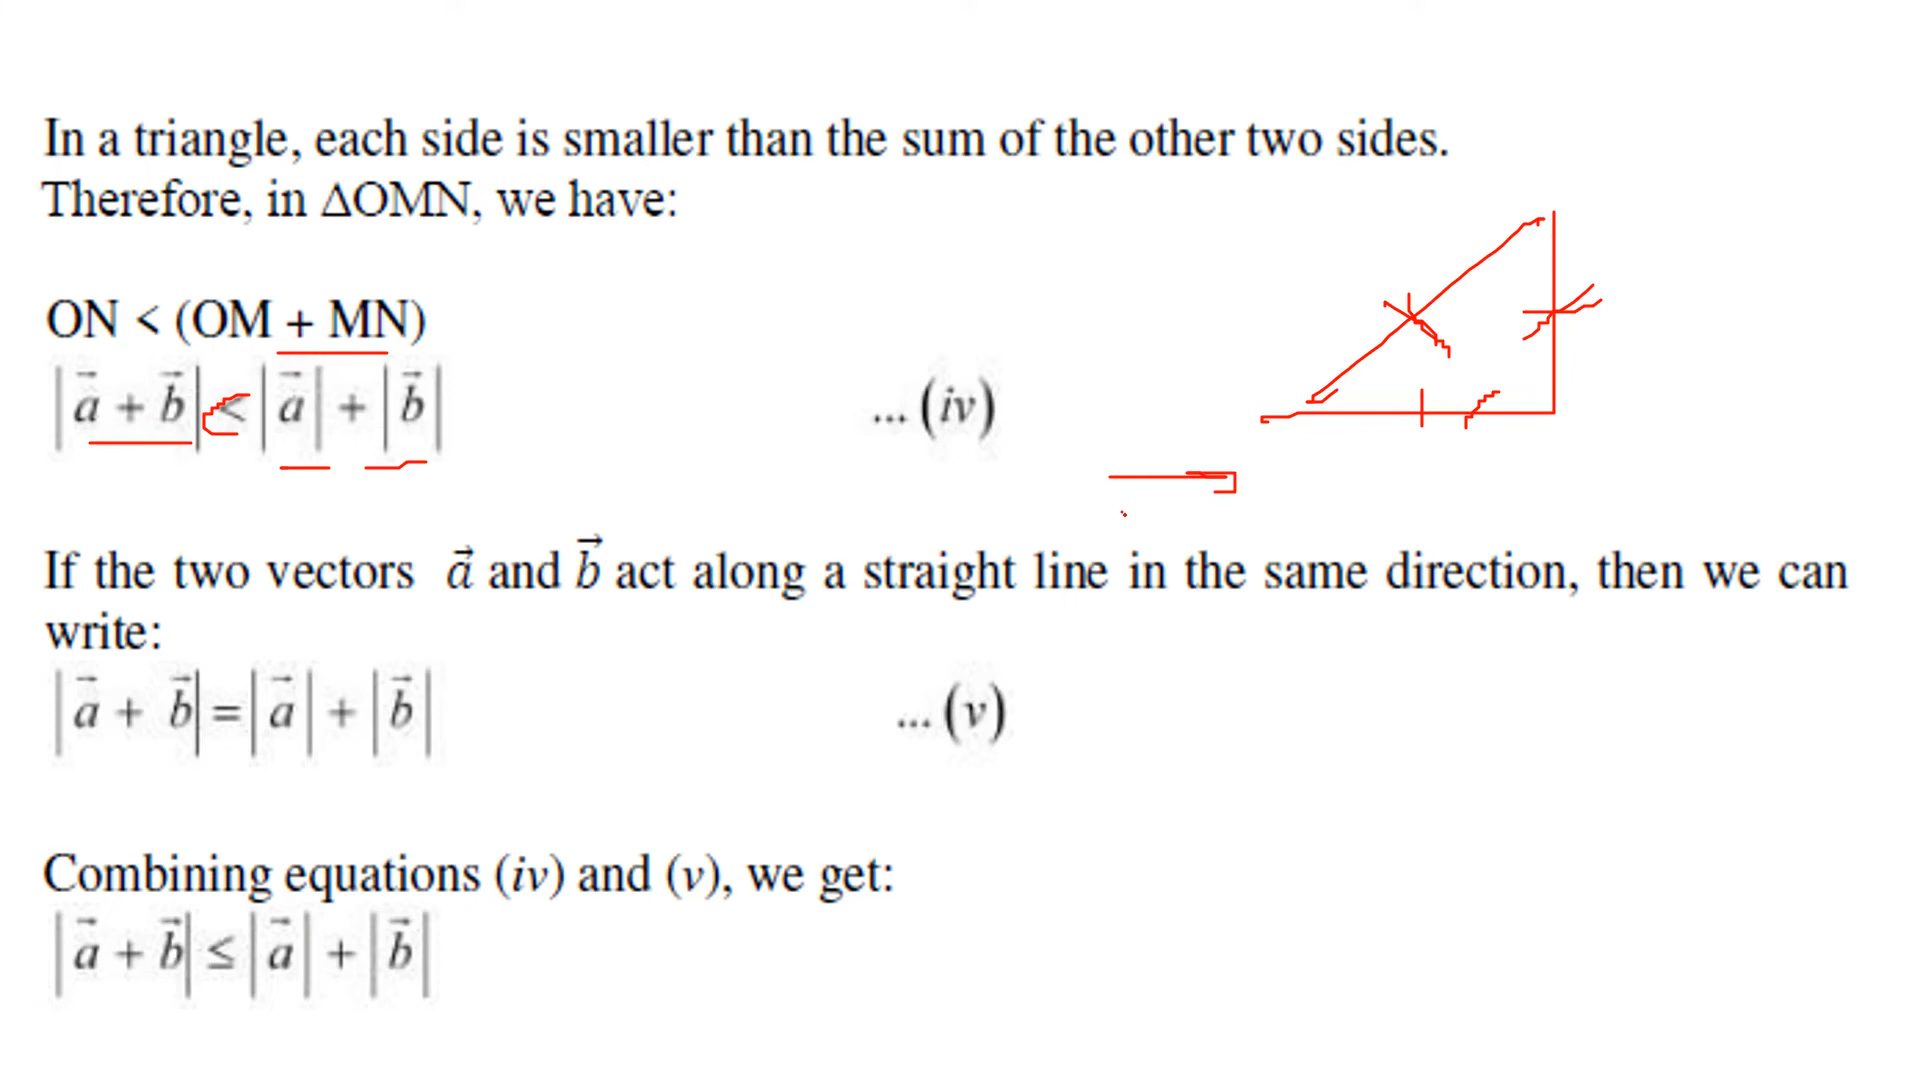 In a triangle, each side is smaller than the sum of the other two sides.
Therefore, in ΔOMN, we have:
ON < (OM + MN)
|a⃗ + b⃗| < |a⃗| + |b⃗| ... (iv)
If the two vectors a⃗ and b⃗ act along a straight line in the same direction, then we can
write:
|a⃗ + b⃗| = |a⃗| + |b⃗| ... (v)
Combining equations (iv) and (v), we get:
|a⃗ + b⃗| ≤ |a⃗| + |b⃗|